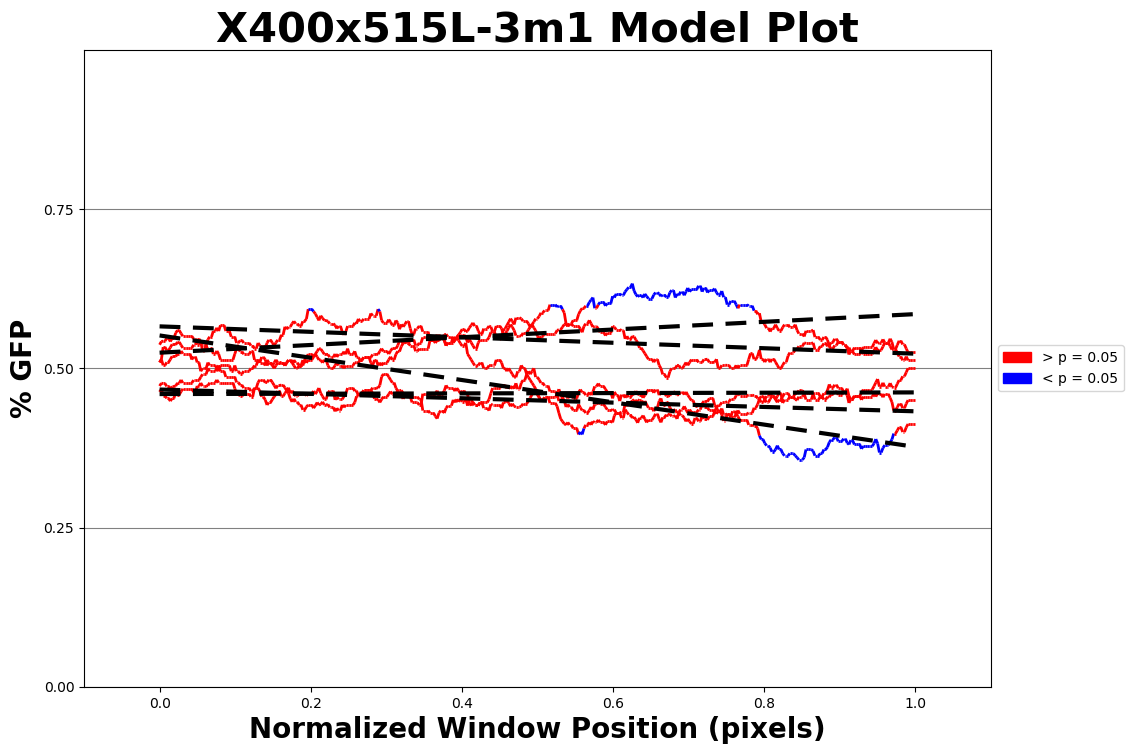 X400x515L-3m1 Model Plot
% GFP
0.75
0.50
0.25
0.00
0.0 0.2 0.4 0.6 0.8 1.0
Normalized Window Position (pixels)
> p = 0.05
< p = 0.05